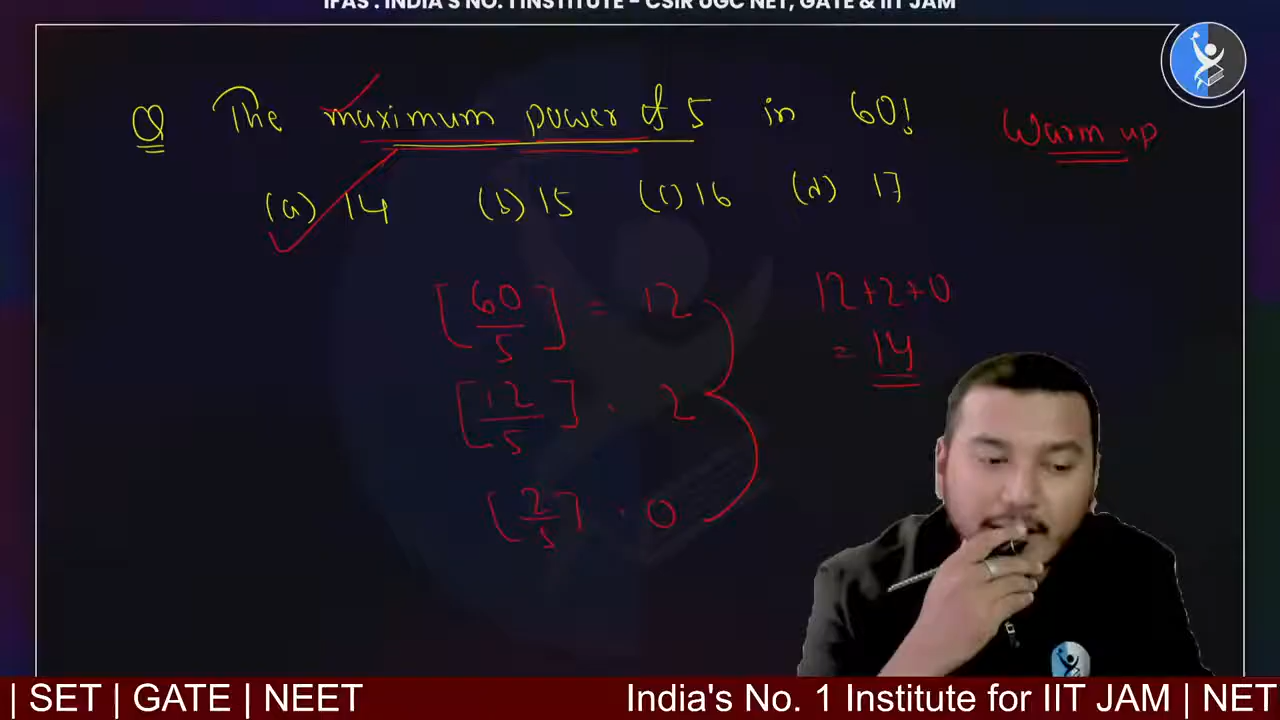 IFAS : INDIA'S NO. 1 INSTITUTE - CSIR UGC NET, GATE & IIT JAM
Q The maximum power of 5 in 60!
Warm up
(a) 14 (b) 15 (c) 16 (d) 17
[60/5] = 12
12+2+0
= 14
[12/5] . 2
[2/5] . 0
| SET | GATE | NEET India's No. 1 Institute for IIT JAM | NET